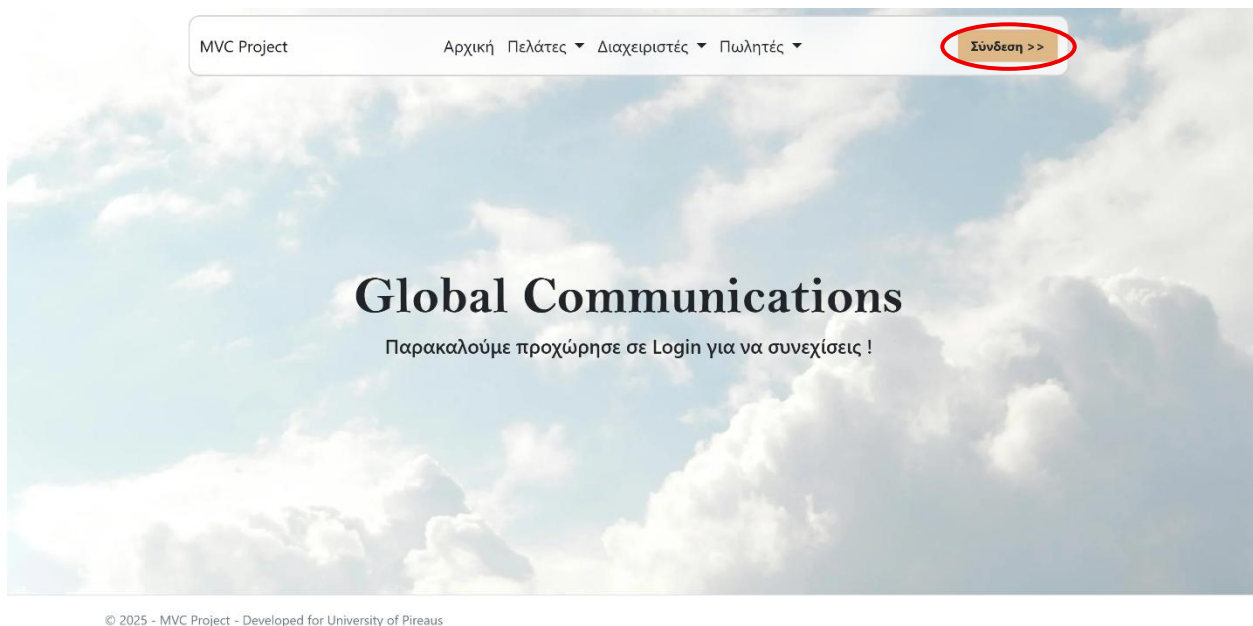 MVC Project Αρχική Πελάτες Διαχειριστές Πωλητές Σύνδεση >>
Global Communications
Παρακαλούμε προχώρησε σε Login για να συνεχίσεις !
© 2025 - MVC Project - Developed for University of Pireaus